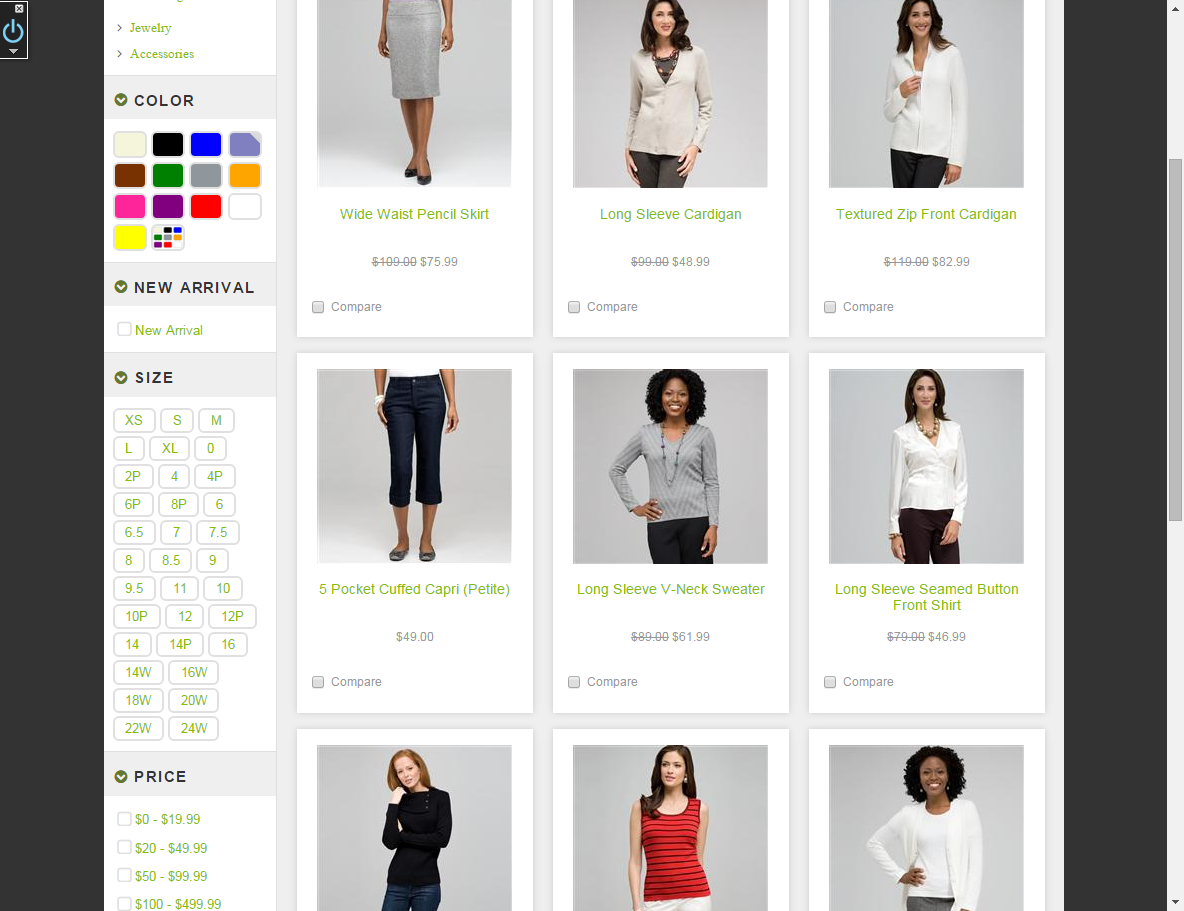 Jewelry
Accessories
COLOR
NEW ARRIVAL
New Arrival
SIZE
XS S M
L XL 0
2P 4 4P
6P 8P 6
6.5 7 7.5
8 8.5 9
9.5 11 10
10P 12 12P
14 14P 16
14W 16W
18W 20W
22W 24W
PRICE
$0 - $19.99
$20 - $49.99
$50 - $99.99
$100 - $499.99
Wide Waist Pencil Skirt
$109.00 $75.99
Compare
Long Sleeve Cardigan
$99.00 $48.99
Compare
Textured Zip Front Cardigan
$119.00 $82.99
Compare
5 Pocket Cuffed Capri (Petite)
$49.00
Compare
Long Sleeve V-Neck Sweater
$89.00 $61.99
Compare
Long Sleeve Seamed Button
Front Shirt
$79.00 $46.99
Compare